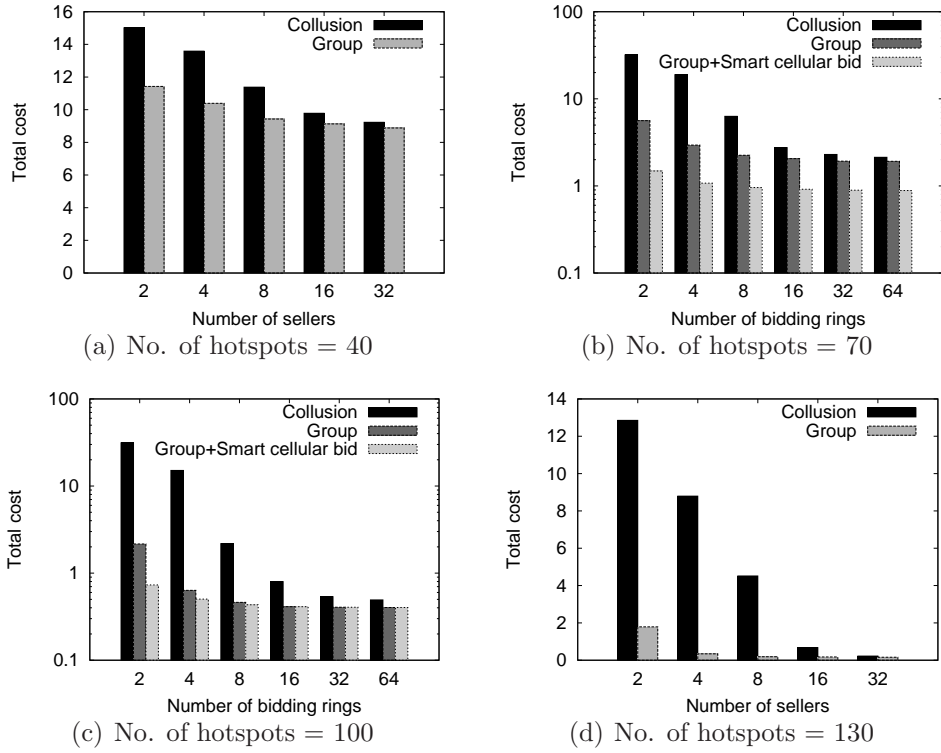 16
14
12
10
8
6
4
2
0
Total cost
Collusion
Group
2 4 8 16 32
Number of sellers
(a) No. of hotspots = 40
100
10
1
0.1
Total cost
Collusion
Group
Group+Smart cellular bid
2 4 8 16 32 64
Number of bidding rings
(b) No. of hotspots = 70
100
10
1
0.1
Total cost
Collusion
Group
Group+Smart cellular bid
2 4 8 16 32 64
Number of bidding rings
(c) No. of hotspots = 100
14
12
10
8
6
4
2
0
Total cost
Collusion
Group
2 4 8 16 32
Number of sellers
(d) No. of hotspots = 130